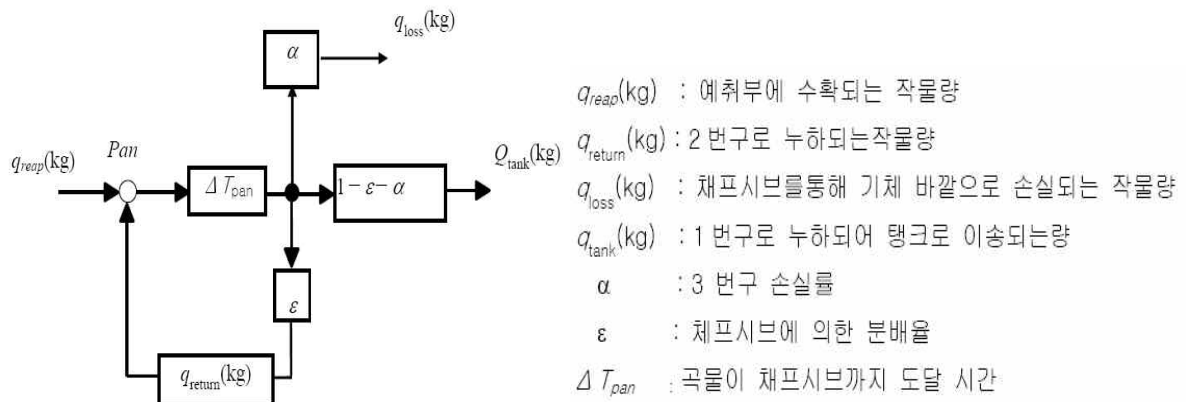 α
q_loss(kg)
q_reap(kg)
Pan
Δ T_pan
1 − ε − α
Q_tank(kg)
ε
q_return(kg)
q_reap(kg) : 예취부에 수확되는 작물량
q_return(kg) : 2번구로 누하되는작물량
q_loss(kg) : 채프시브를통해 기체 바깥으로 손실되는 작물량
q_tank(kg) : 1번구로 누하되어 탱크로 이송되는량
α : 3번구 손실률
ε : 체프시브에 의한 분배율
Δ T_pan : 곡물이 채프시브까지 도달 시간